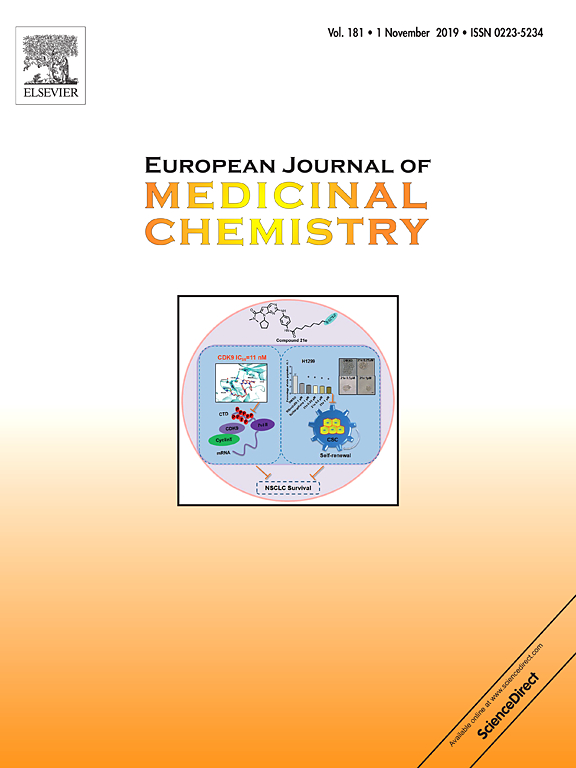 Vol. 181 • 1 November 2019 • ISSN 0223-5234
ELSEVIER
EUROPEAN JOURNAL OF
MEDICINAL
CHEMISTRY
Compound 21e
CDK9 IC50=11 nM
H1299
CTD
CDK9
CyclinT
mRNA
CSC
Self-renewal
NSCLC Survival
Available online at www.sciencedirect.com
ScienceDirect